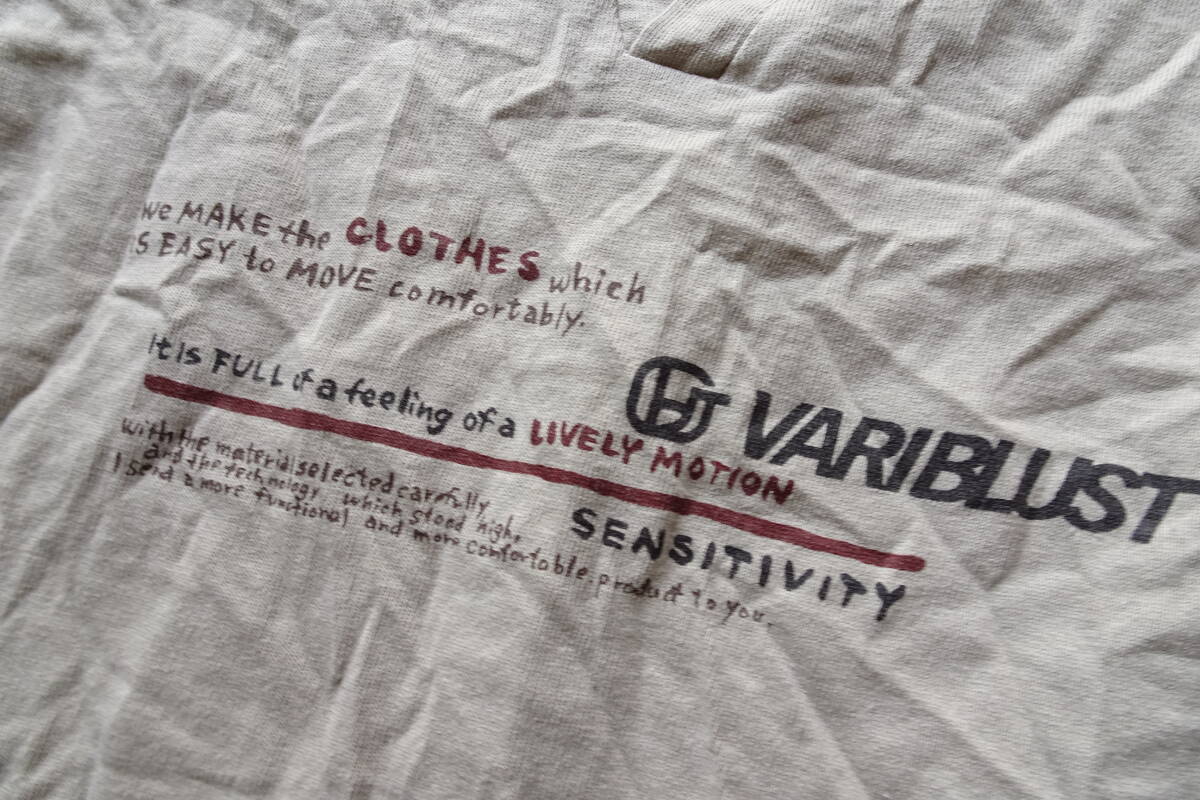 we MAKE the CLOTHES which
IS EASY to MOVE comfortably.
It is FULL of a feeling of a LIVELY MOTION
VARIBLUST
SENSITIVITY
with the material selected carefully
and the technology which stood high,
I send a more functional and more comfortable product to you.